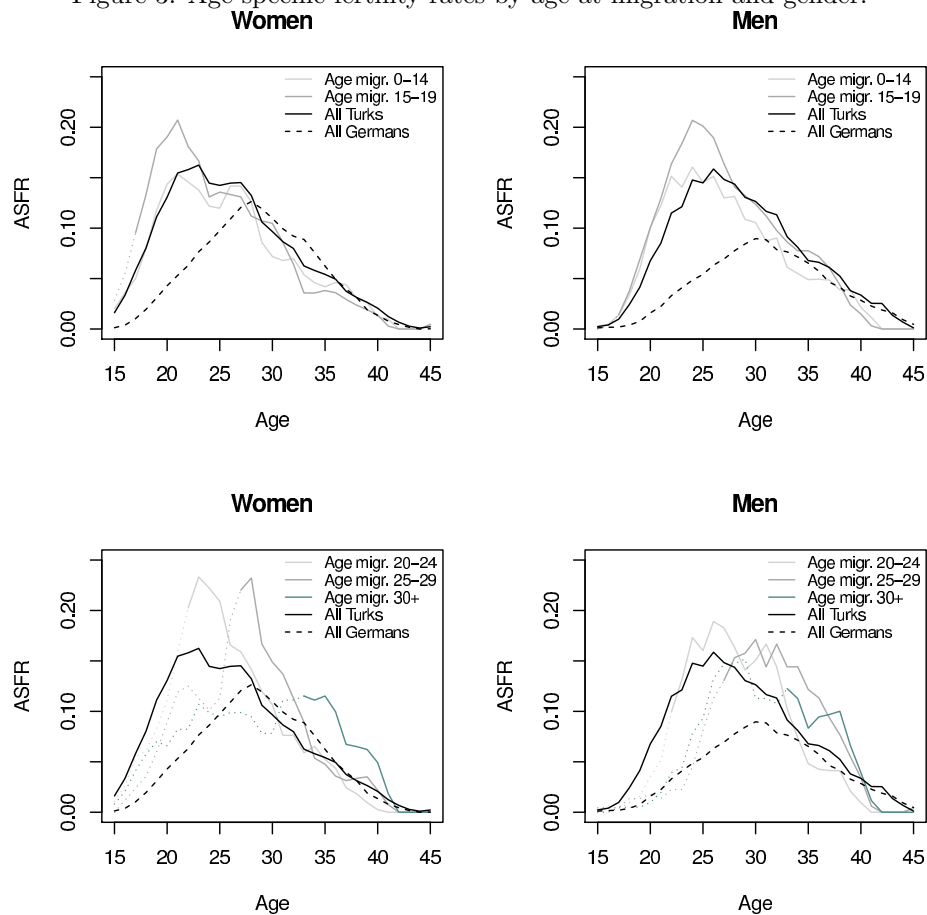 Figure 3: Age specific fertility rates by age at migration and gender.
Women
Age migr. 0−14
Age migr. 15−19
All Turks
All Germans
ASFR
0.00
0.10
0.20
15
20
25
30
35
40
45
Age
Men
Age migr. 0−14
Age migr. 15−19
All Turks
All Germans
ASFR
0.00
0.10
0.20
15
20
25
30
35
40
45
Age
Women
Age migr. 20−24
Age migr. 25−29
Age migr. 30+
All Turks
All Germans
ASFR
0.00
0.10
0.20
15
20
25
30
35
40
45
Age
Men
Age migr. 20−24
Age migr. 25−29
Age migr. 30+
All Turks
All Germans
ASFR
0.00
0.10
0.20
15
20
25
30
35
40
45
Age